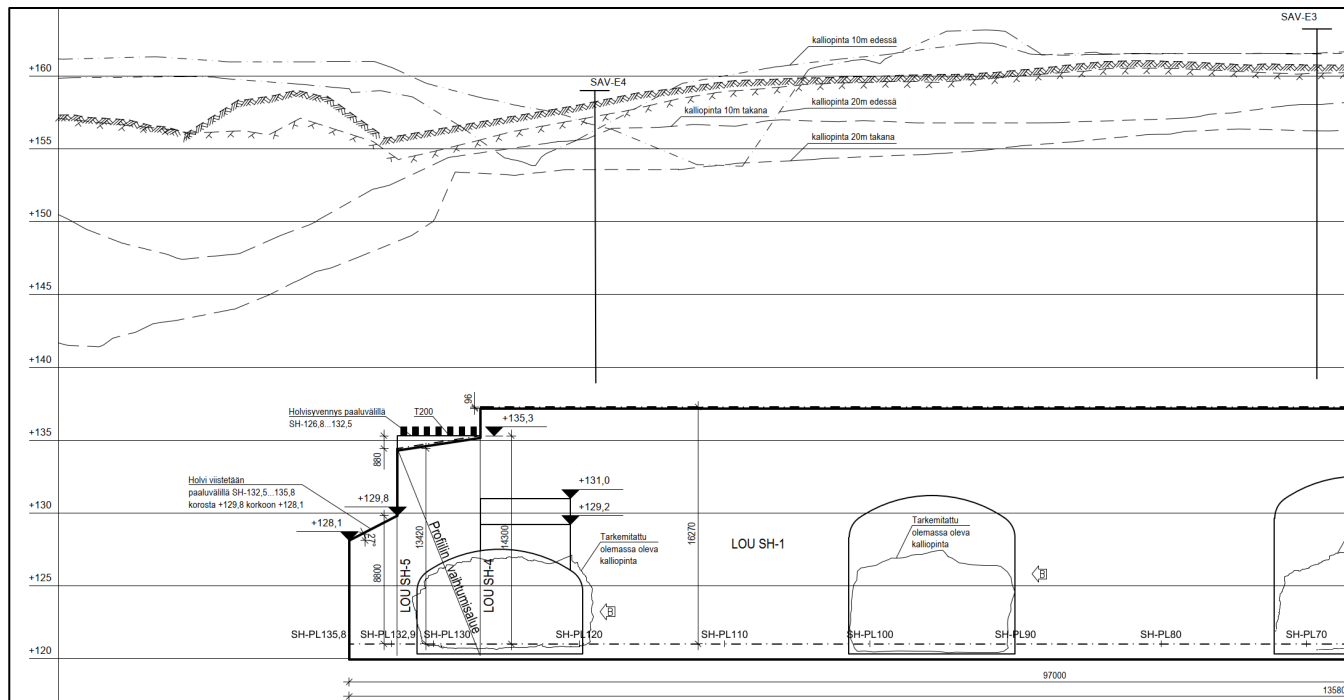 SAV-E3
kalliopinta 10m edessä
+160
SAV-E4
kalliopinta 20m edessä
kalliopinta 10m takana
kalliopinta 20m takana
+155
+150
+145
+140
96
Holvisyvennys paaluvälillä
SH-126,8...132,5
T200
+135,3
+135
880
Holvi viistetään
paaluvälillä SH-132,5...135,8
korosta +129,8 korkoon +128,1
+131,0
+129,8
+129,2
+130
+128,1
27°
13420
14300
16270
Profiilin vaihtumisalue
Tarkemitattu
olemassa oleva
kalliopinta
LOU SH-1
Tarkemitattu
olemassa oleva
kalliopinta
+125
8800
LOU SH-5
LOU SH-4
B
B
SH-PL135,8
SH-PL132,9
SH-PL130
SH-PL120
SH-PL110
SH-PL100
SH-PL90
SH-PL80
SH-PL70
+120
97000
13580